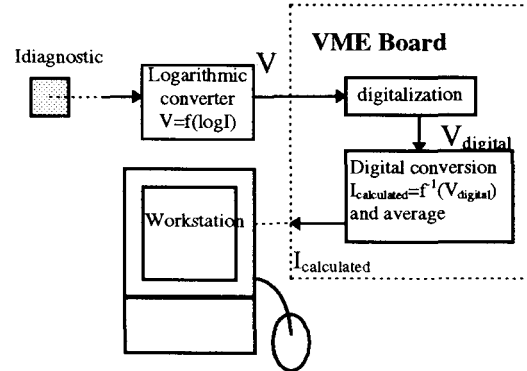 VME Board
Idiagnostic
Logarithmic
converter
V=f(logI)
V
digitalization
Vdigital
Digital conversion
Icalculated=f⁻¹(Vdigital)
and average
Workstation
Icalculated